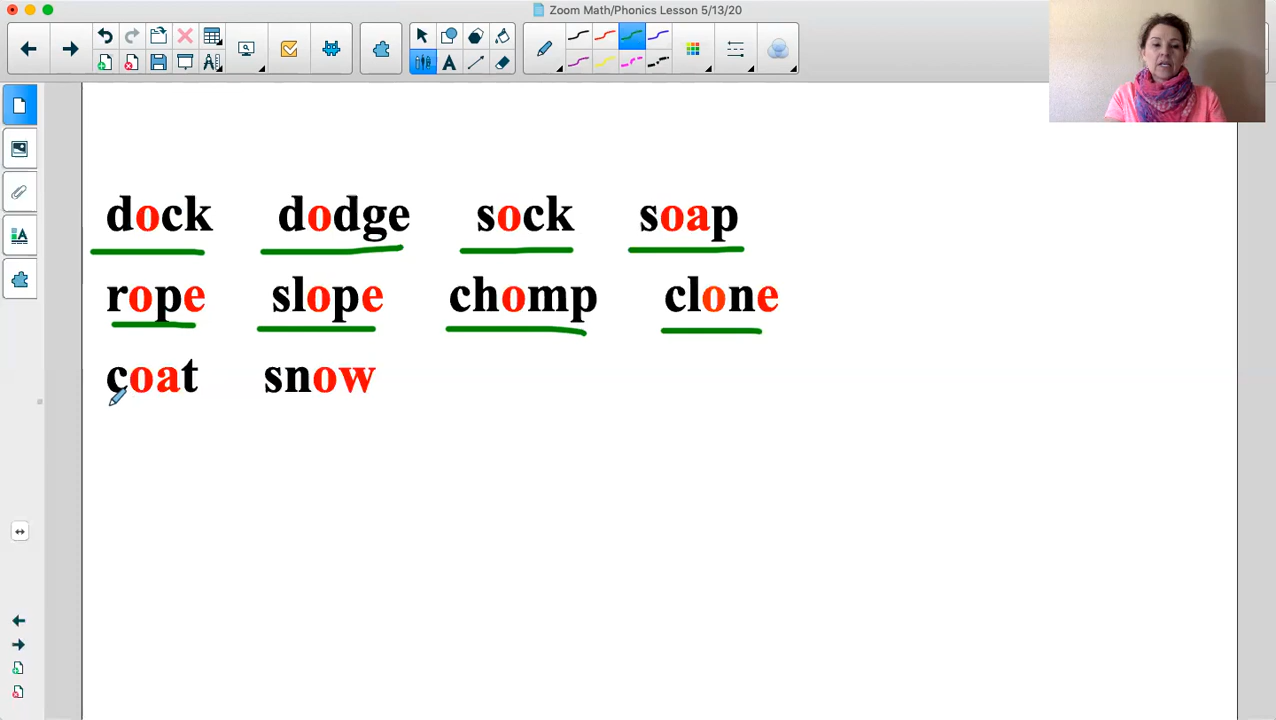 Zoom Math/Phonics Lesson 5/13/20
dock dodge sock soap
rope slope chomp clone
coat snow